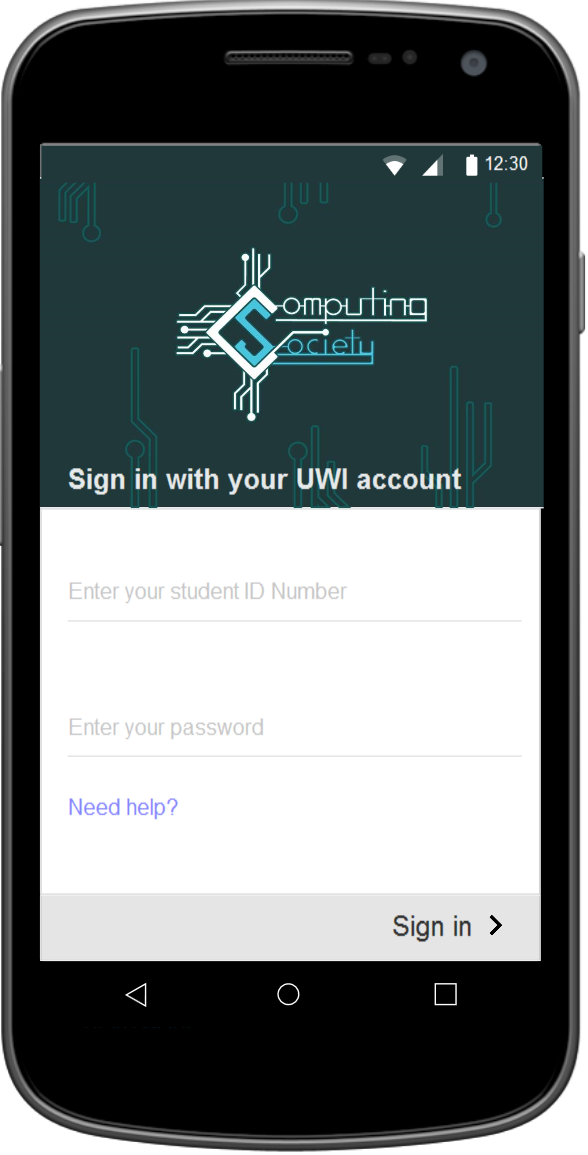 12:30
Computing
Society
Sign in with your UWI account
Enter your student ID Number
Enter your password
Need help?
Sign in